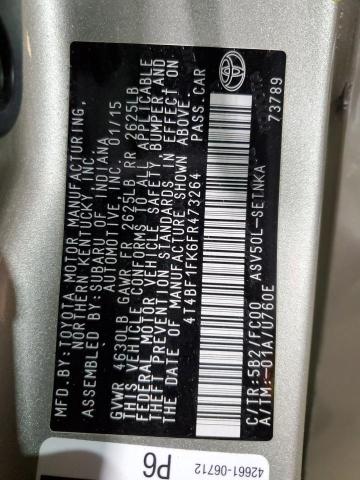 MFD.BY:TOYOTA MOTOR MANUFACTURING,
NORTHERN KENTUCKY, INC.
ASSEMBLED BY: SUBARU OF INDIANA
AUTOMOTIVE, INC. 01/15
GVWR 4630LB GAWR FR 2625LB RR 2625LB
THIS VEHICLE CONFORMS TO ALL APPLICABLE
FEDERAL MOTOR VEHICLE SAFETY, BUMPER AND
THEFT PREVENTION STANDARDS IN EFFECT ON
THE DATE OF MANUFACTURE SHOWN ABOVE.
4T4BF1FK6FR473264 PASS.CAR
C/TR:5B2/FC00 ASV50L-SETNKA
A/TM:-01A/U760E 73789
42661-06712
P6